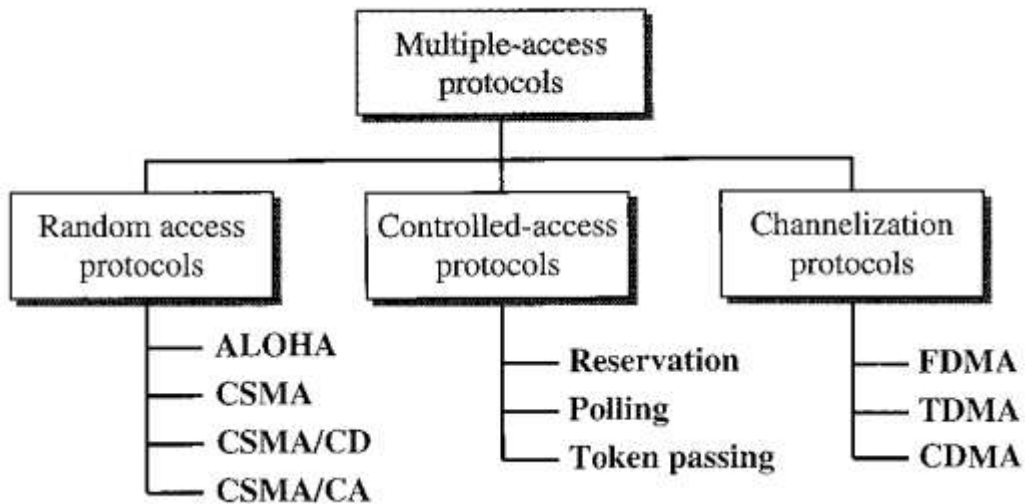 Multiple-access
protocols
Random access
protocols
Controlled-access
protocols
Channelization
protocols
ALOHA
CSMA
CSMA/CD
CSMA/CA
Reservation
Polling
Token passing
FDMA
TDMA
CDMA